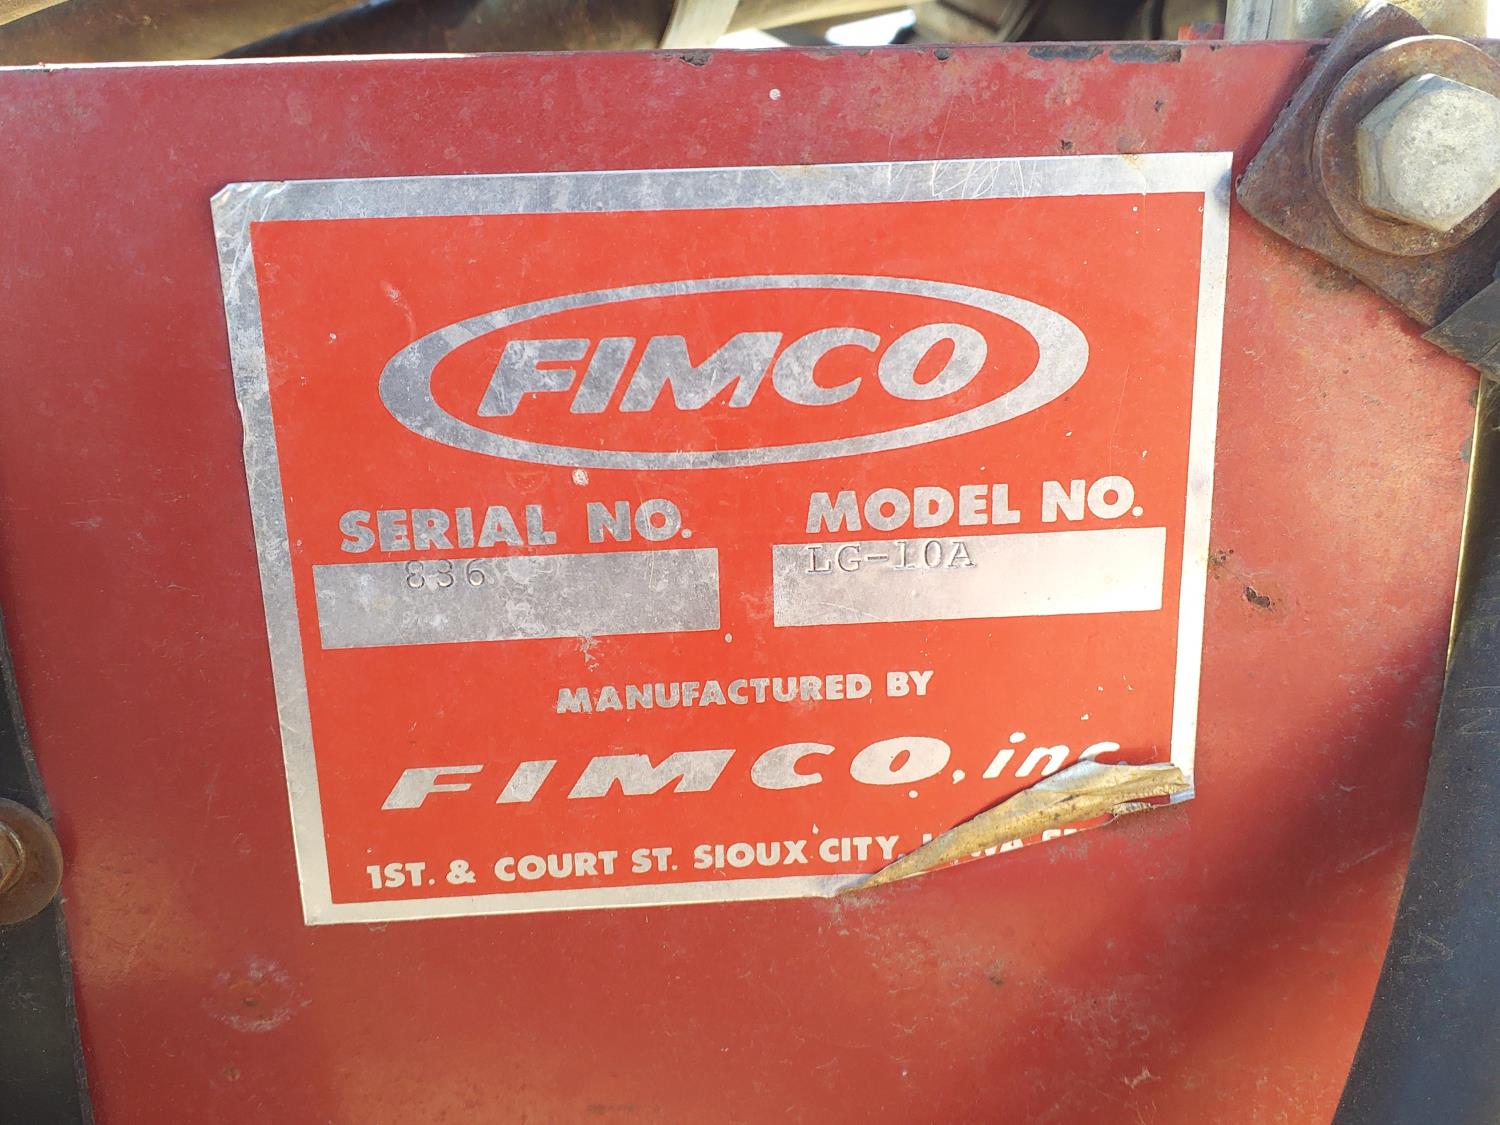 FIMCO
SERIAL NO. MODEL NO.
836 LG-10A
MANUFACTURED BY
FIMCO, inc.
1ST. & COURT ST. SIOUX CITY,